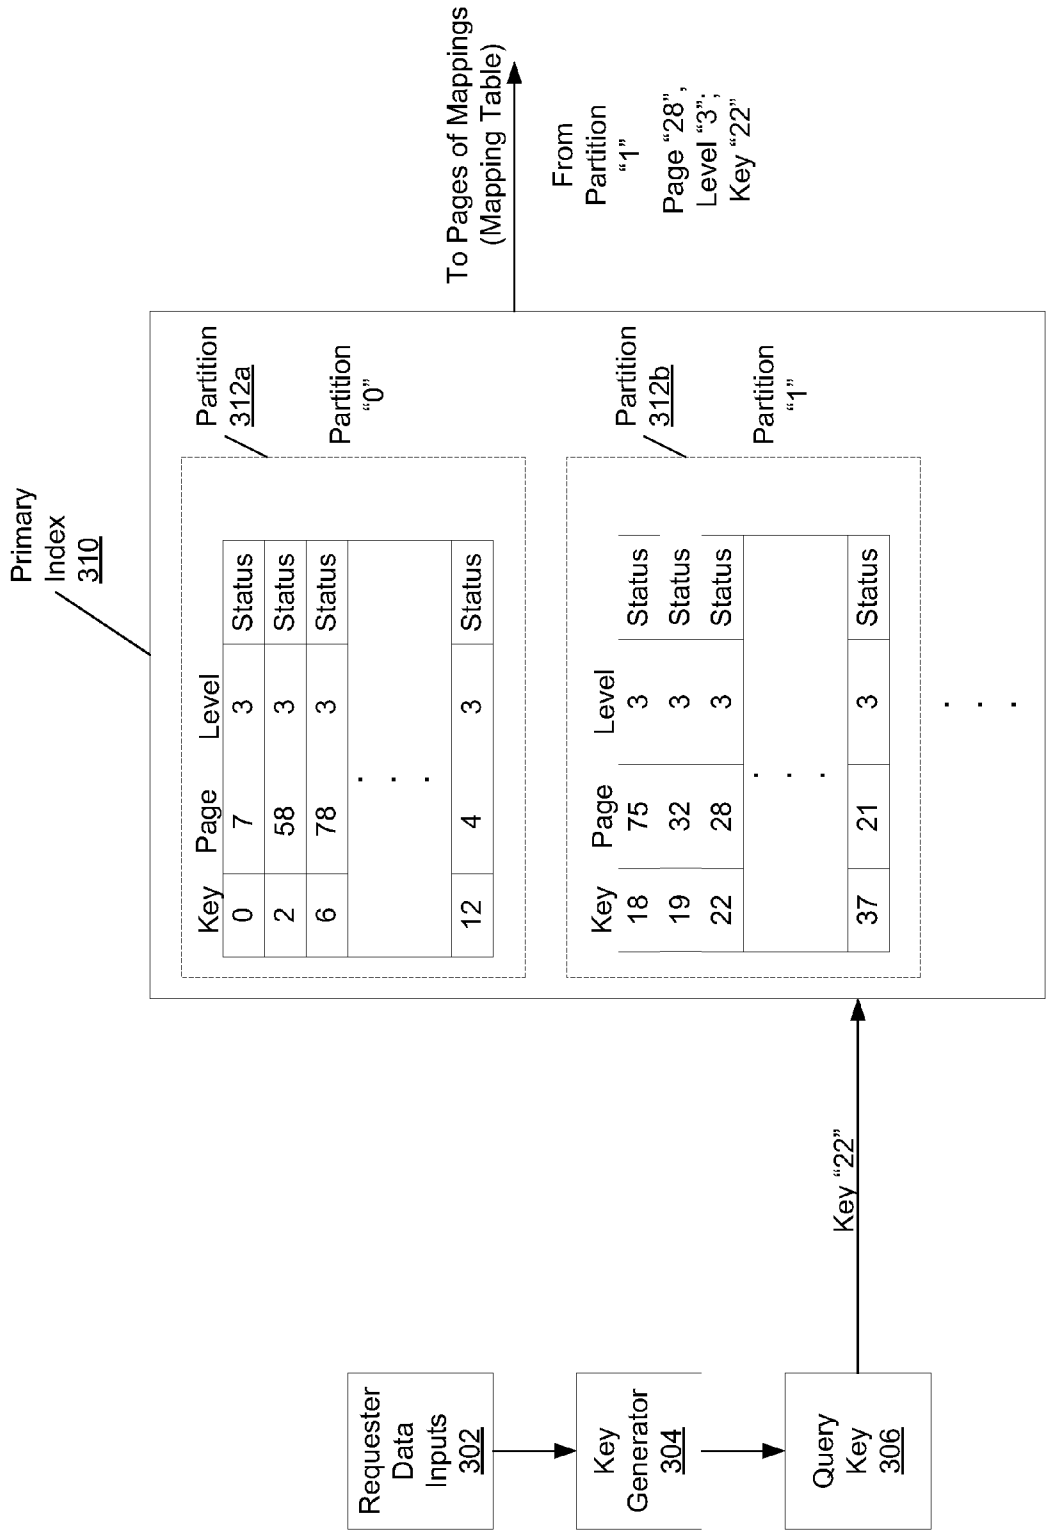 Primary
Index
310
Partition
312a
Partition
“0”
Key Page Level
0 7 3 Status
2 58 3 Status
6 78 3 Status
. . .
12 4 3 Status
Partition
312b
Partition
“1”
Key Page Level
18 75 3 Status
19 32 3 Status
22 28 3 Status
. . .
37 21 3 Status
. . .
Requester
Data
Inputs
302
Key
Generator
304
Query
Key
306
Key “22”
To Pages of Mappings
(Mapping Table)
From
Partition
“1”
Page “28”,
Level “3”;
Key “22”